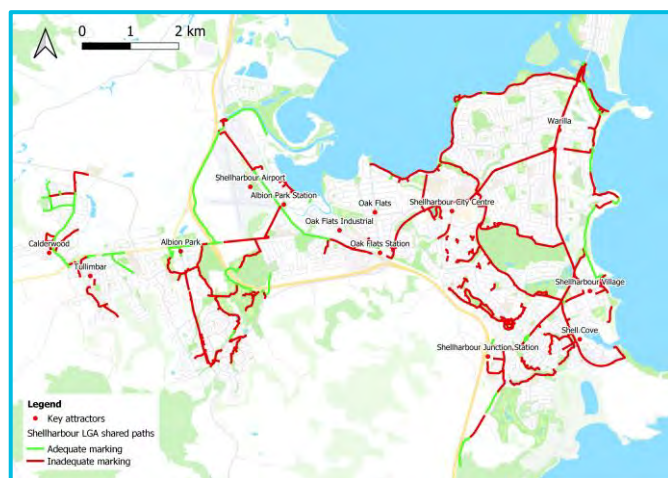 0 1 2 km
Warilla
Shellharbour Airport
Albion Park Station
Oak Flats
Shellharbour City Centre
Oak Flats Industrial
Calderwood
Albion Park
Oak Flats Station
Tullimbar
Shellharbour Village
Shell Cove
Shellharbour Junction Station
Legend
Key attractors
Shellharbour LGA shared paths
Adequate marking
Inadequate marking